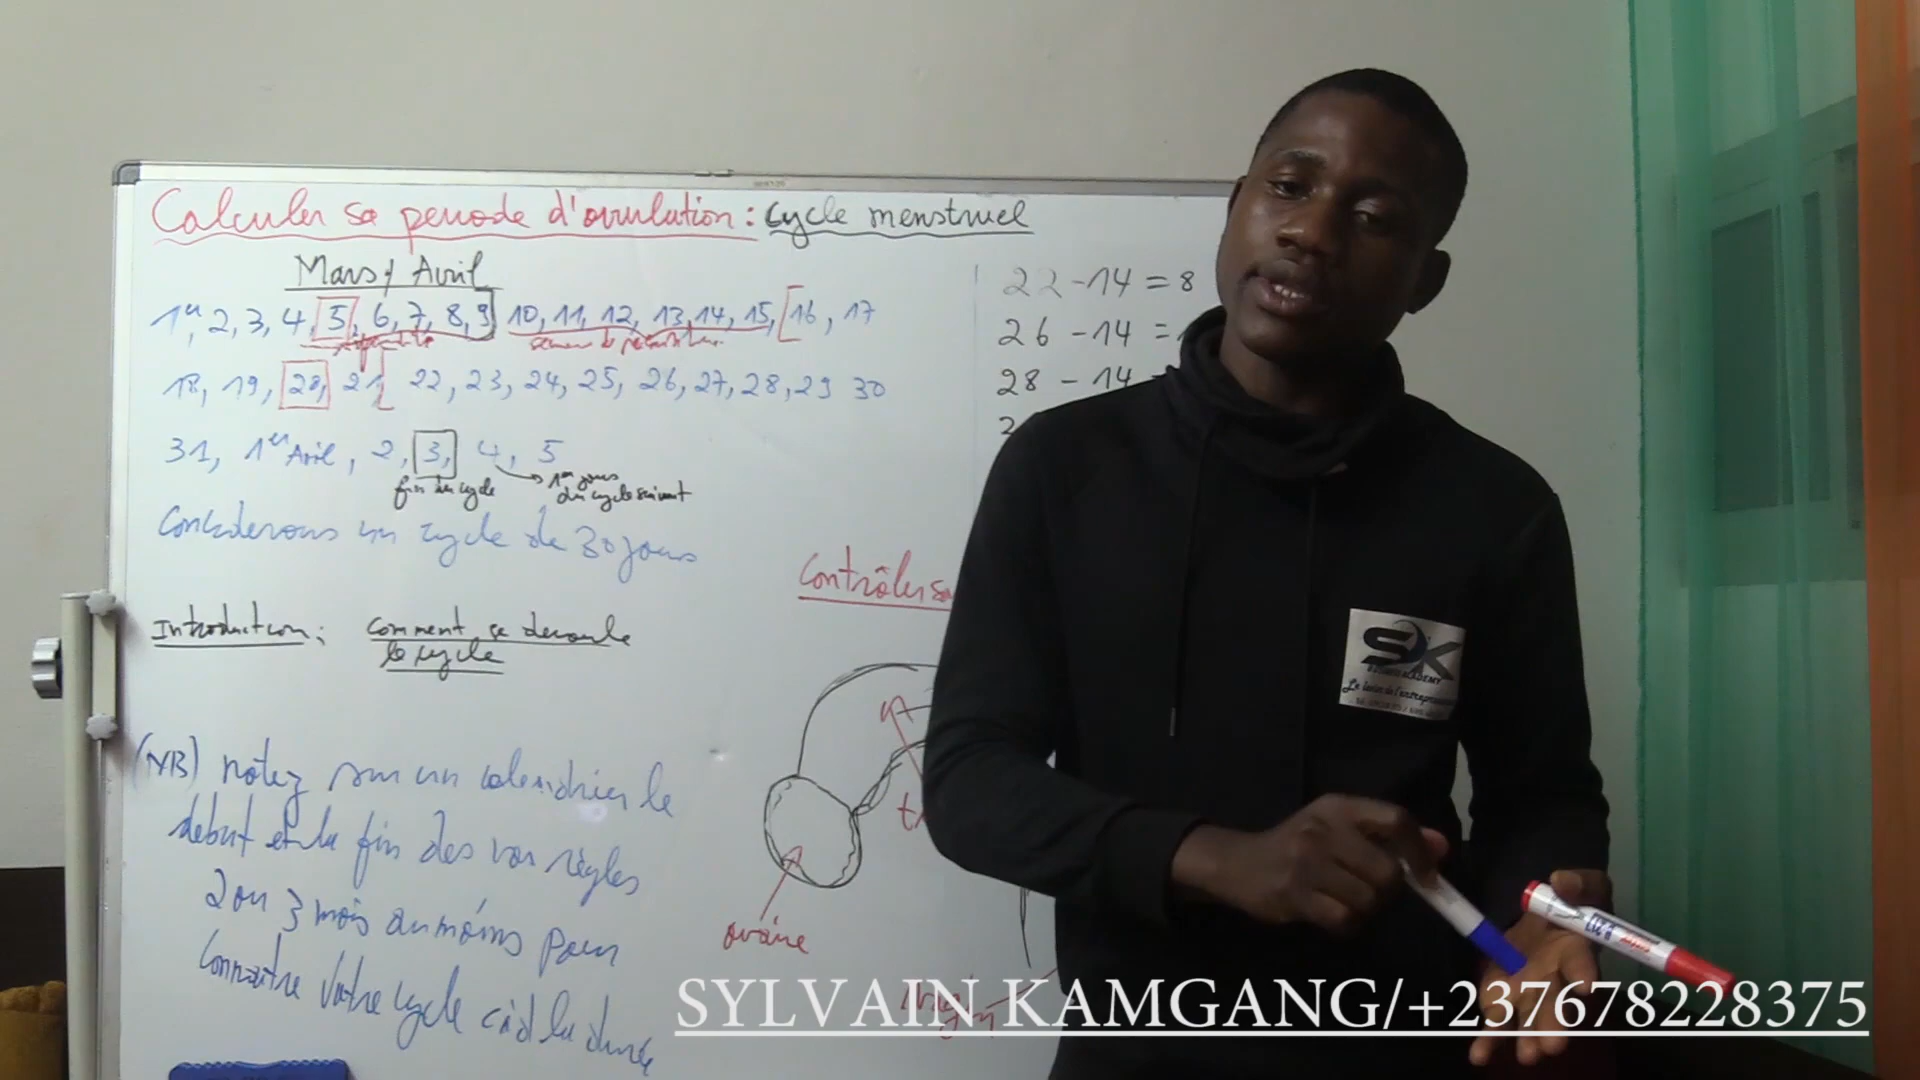 Calculer sa periode d'ovulation : cycle menstruel
Mars / Avril
1er, 2, 3, 4, 5, 6, 7, 8, 9 10, 11, 12, 13, 14, 15, 16, 17
18, 19, 20, 21, 22, 23, 24, 25, 26, 27, 28, 29 30
31, 1er Avril, 2, 3, 4, 5
fin du cycle
1er jours
du cycle suivant
Considerons un cycle de 30 jours
Introduction : comment se deroule
le cycle
(NB) notez sur un calendrier le
debut et la fin des vos règles
2 ou 3 mois au moins pour
connaitre votre cycle càd la durée
22 - 14 = 8
26 - 14 =
28 - 14
Contrôler sa
ovaire
SK
ACADEMY
SYLVAIN KAMGANG/+237678228375